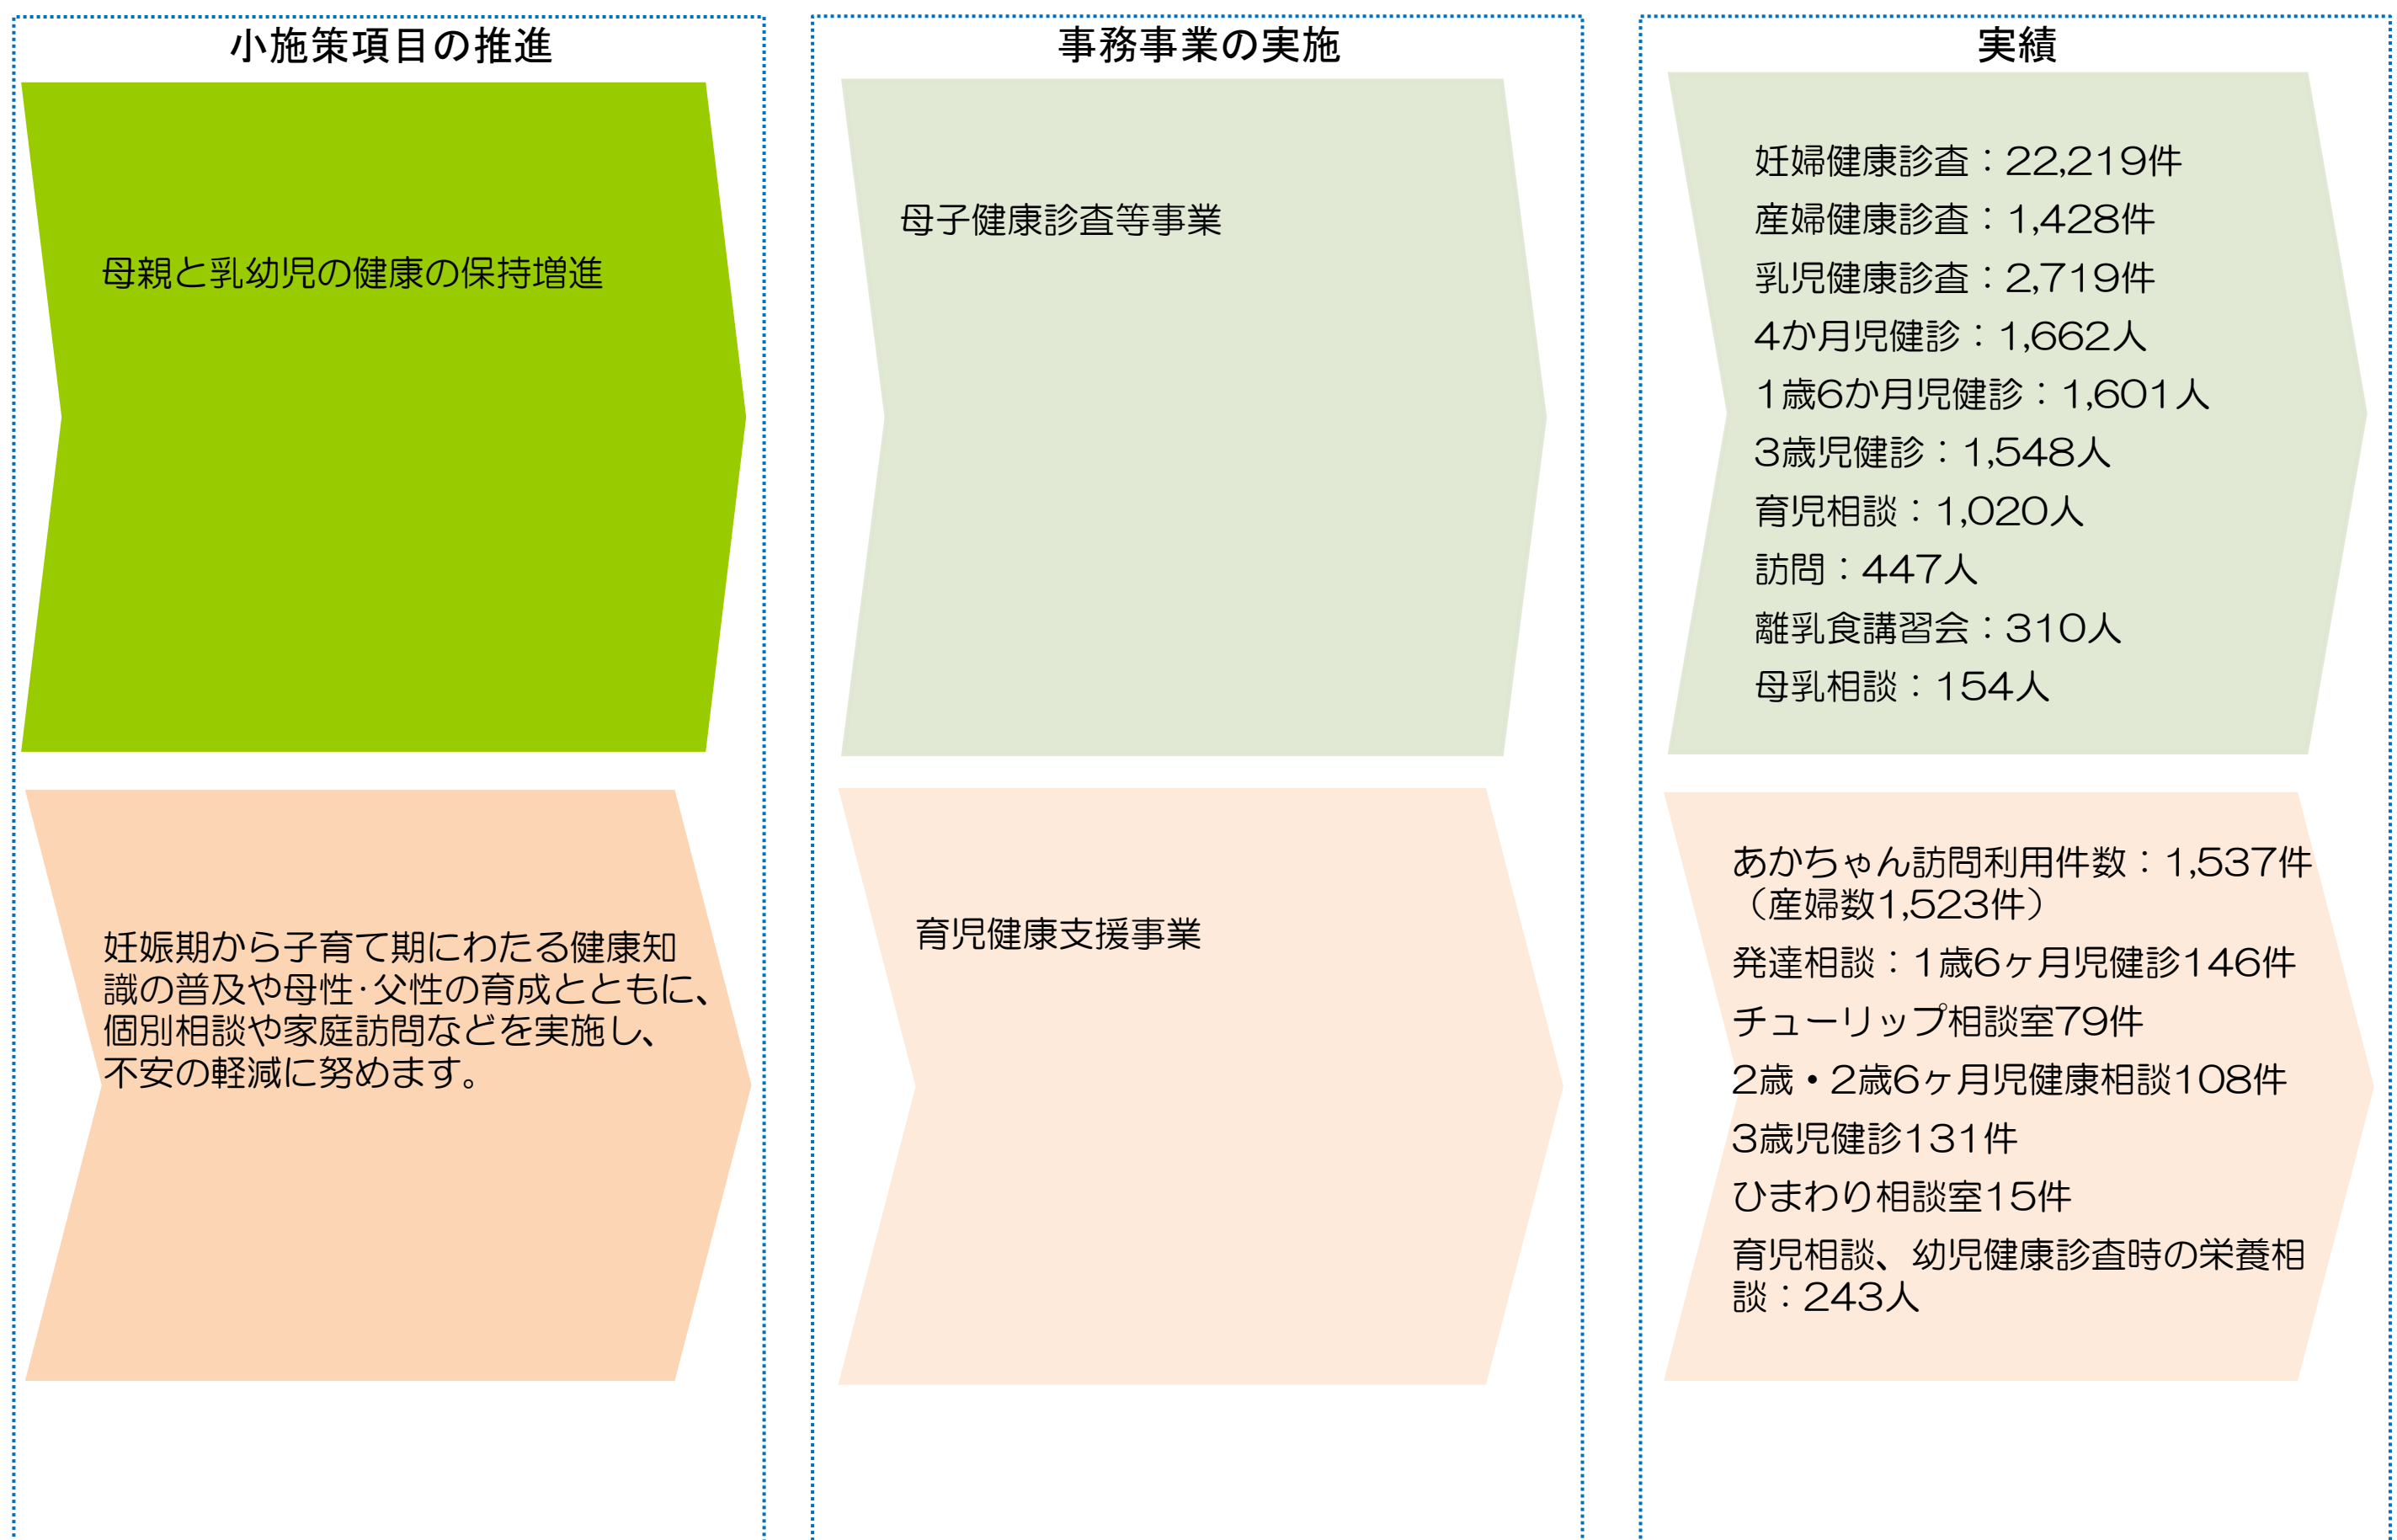 小施策項目の推進
母親と乳幼児の健康の保持増進
妊娠期から子育て期にわたる健康知
識の普及や母性・父性の育成とともに、
個別相談や家庭訪問などを実施し、
不安の軽減に努めます。
事務事業の実施
母子健康診査等事業
育児健康支援事業
実績
妊婦健康診査：22,219件
産婦健康診査：1,428件
乳児健康診査：2,719件
4か月児健診：1,662人
1歳6か月児健診：1,601人
3歳児健診：1,548人
育児相談：1,020人
訪問：447人
離乳食講習会：310人
母乳相談：154人
あかちゃん訪問利用件数：1,537件
（産婦数1,523件）
発達相談：1歳6ヶ月児健診146件
チューリップ相談室79件
2歳・2歳6ヶ月児健康相談108件
3歳児健診131件
ひまわり相談室15件
育児相談、幼児健康診査時の栄養相
談：243人